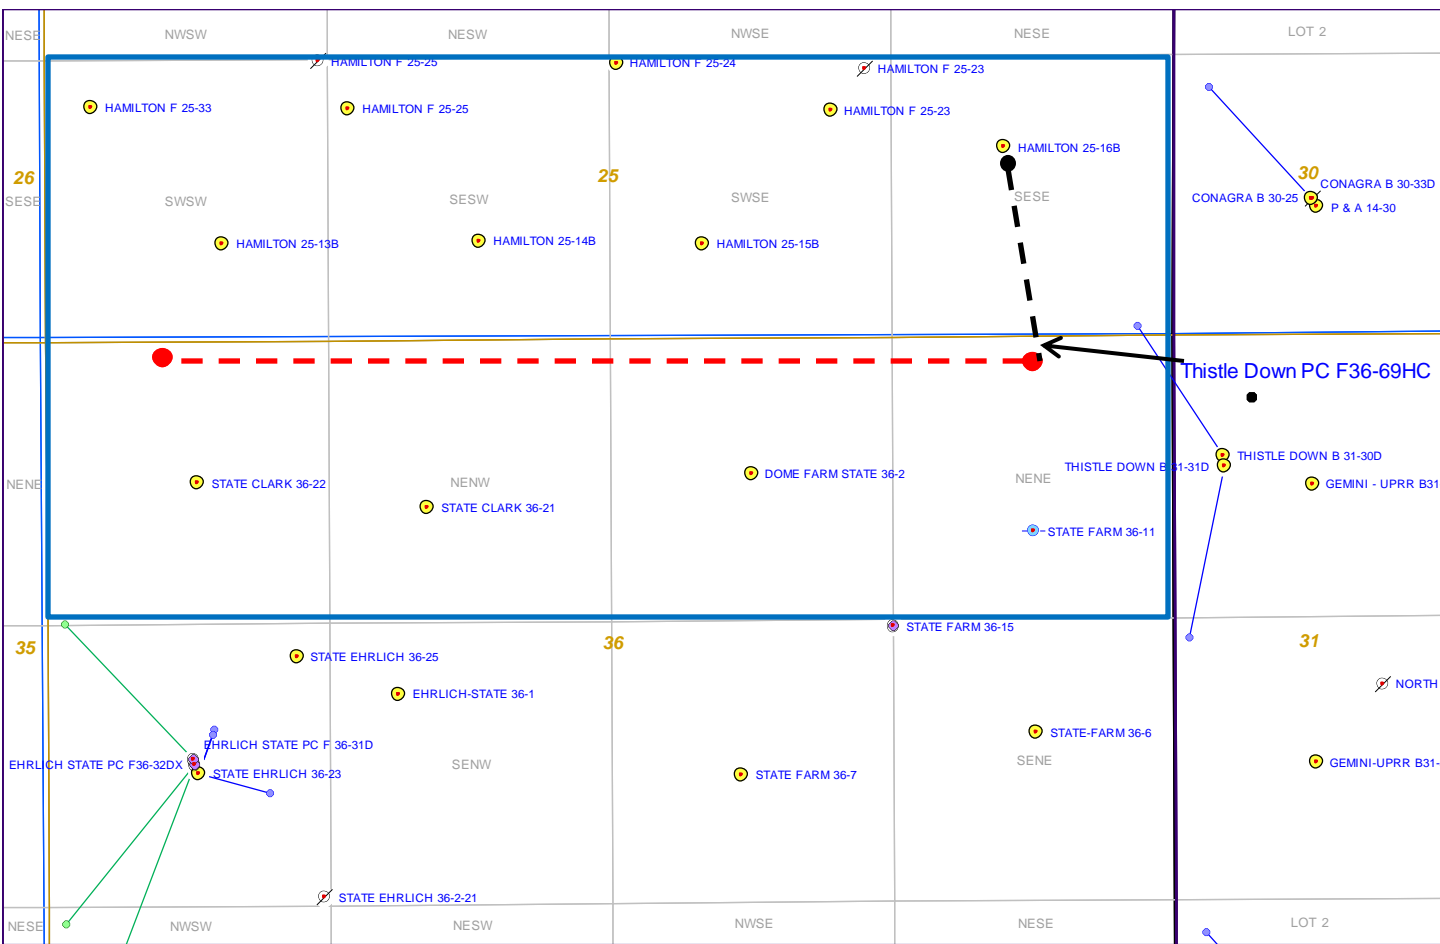 NESE NWSW NESW NWSE NESE LOT 2
HAMILTON F 25-25 HAMILTON F 25-24 HAMILTON F 25-23
HAMILTON F 25-33 HAMILTON F 25-25 HAMILTON F 25-23
HAMILTON 25-16B
26 25 30
CONAGRA B 30-33D
SESE SWSW SESW SWSE SESE CONAGRA B 30-25
P & A 14-30
HAMILTON 25-13B HAMILTON 25-14B HAMILTON 25-15B
Thistle Down PC F36-69HC
THISTLE DOWN B 31-30D
THISTLE DOWN B 31-31D
NENE STATE CLARK 36-22 NENW DOME FARM STATE 36-2 NENE GEMINI - UPRR B31
STATE CLARK 36-21
STATE FARM 36-11
STATE FARM 36-15
35 36 31
STATE EHRLICH 36-25
EHRLICH-STATE 36-1 NORTH
STATE-FARM 36-6
EHRLICH STATE PC F 36-31D
EHRLICH STATE PC F36-32DX SENW SENE GEMINI-UPRR B31-
STATE EHRLICH 36-23 STATE FARM 36-7
STATE EHRLICH 36-2-21
NESE NWSW NESW NWSE NESE LOT 2